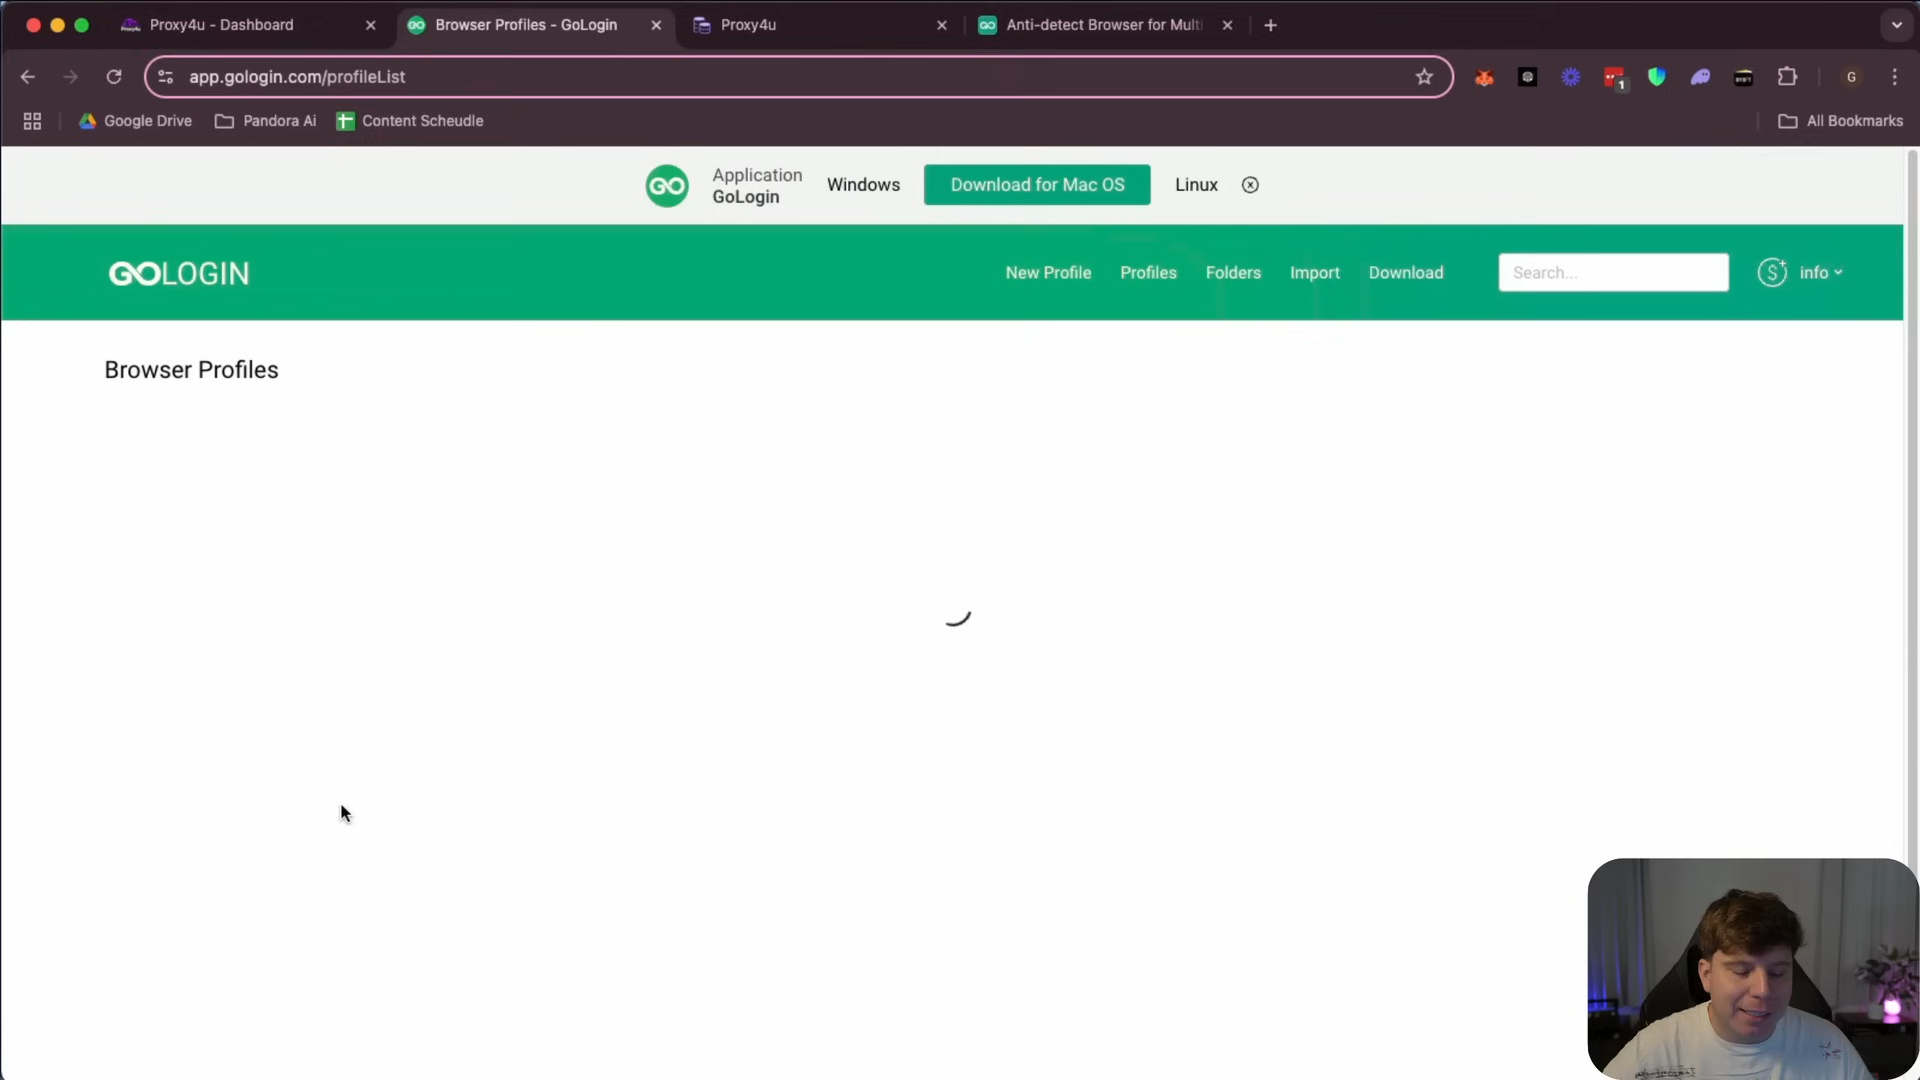 Proxy4u - Dashboard
Browser Profiles - GoLogin
Proxy4u
Anti-detect Browser for Multi
app.gologin.com/profileList
1
G
Google Drive
Pandora Ai
Content Scheudle
All Bookmarks
GO
Application
GoLogin
Windows
Download for Mac OS
Linux
GOLOGIN
New Profile
Profiles
Folders
Import
Download
Search...
info
Browser Profiles